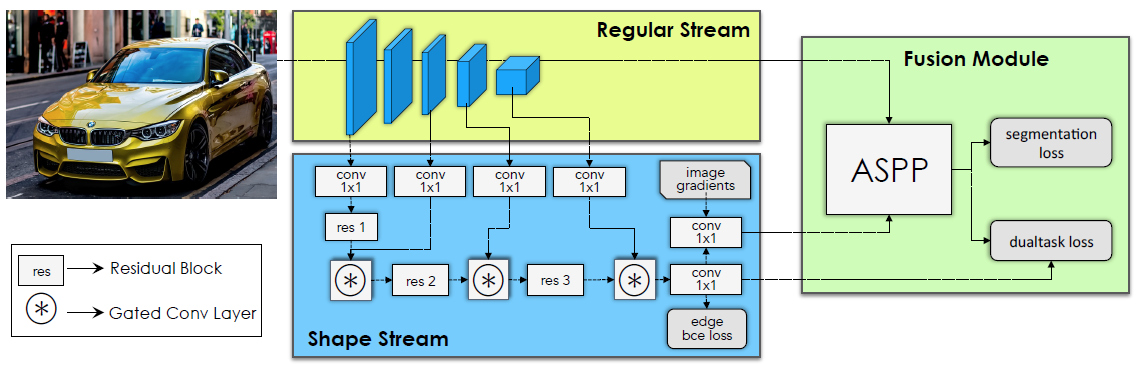 Regular Stream
Fusion Module
ASPP
segmentation
loss
dualtask loss
conv
1x1
conv
1x1
conv
1x1
conv
1x1
image
gradients
res 1
conv
1x1
res 2
res 3
conv
1x1
edge
bce loss
Shape Stream
res
Residual Block
Gated Conv Layer